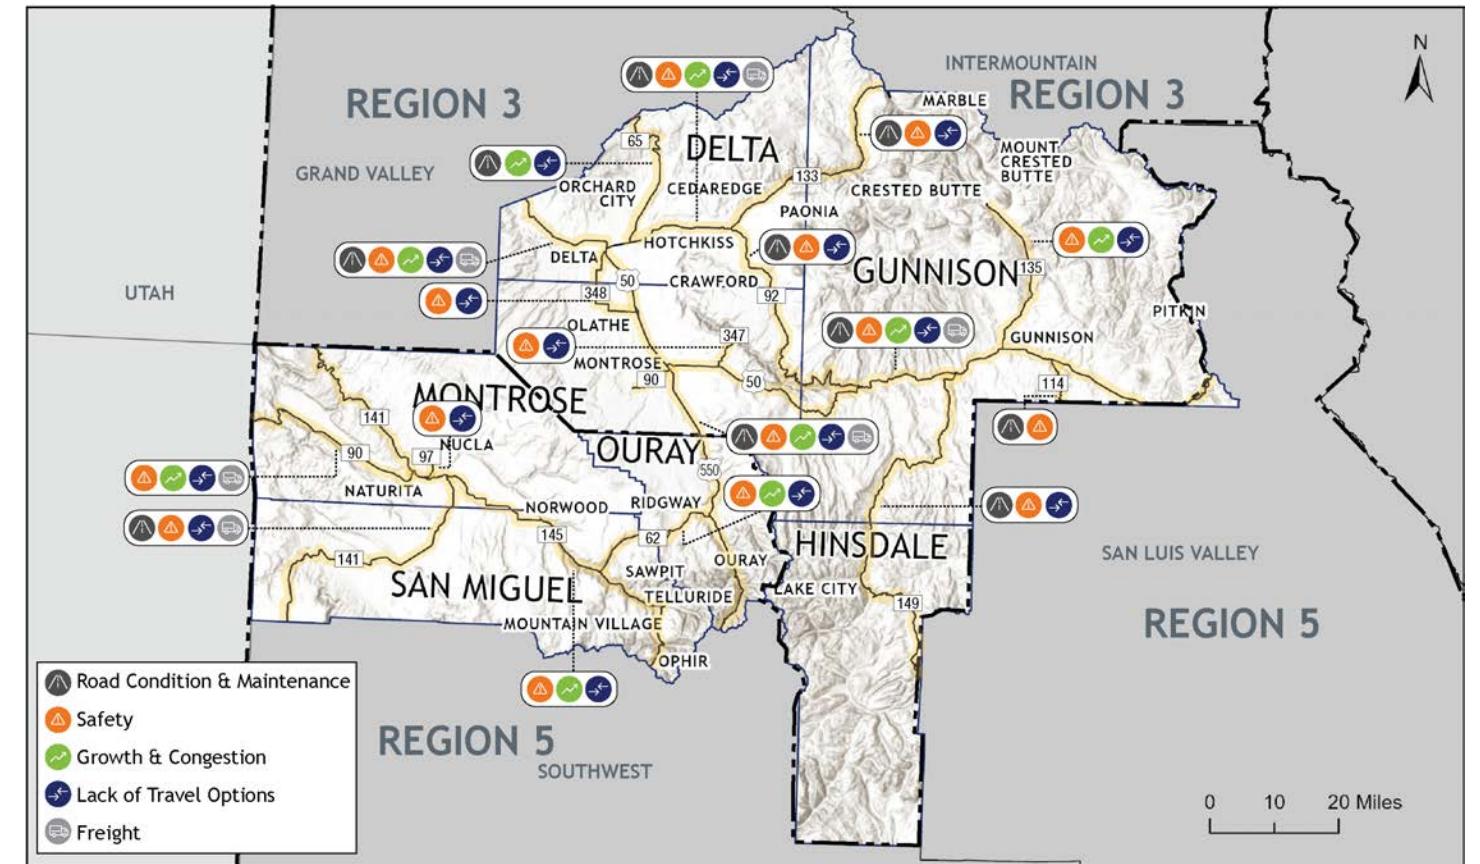 N
INTERMOUNTAIN
REGION 3
REGION 3
MARBLE
65
DELTA
MOUNT
CRESTED
BUTTE
GRAND VALLEY
133
ORCHARD
CITY
CEDAREDGE
CRESTED BUTTE
PAONIA
HOTCHKISS
DELTA
GUNNISON
135
50
CRAWFORD
UTAH
348
92
PITKIN
OLATHE
347
GUNNISON
MONTROSE
90
50
114
MONTROSE
141
NUCLA
OURAY
90
97
550
NATURITA
NORWOOD
RIDGWAY
145
62
HINSDALE
SAN LUIS VALLEY
141
SAWPIT
OURAY
SAN MIGUEL
TELLURIDE
LAKE CITY
149
MOUNTAIN VILLAGE
REGION 5
OPHIR
Road Condition & Maintenance
Safety
Growth & Congestion
Lack of Travel Options
Freight
REGION 5
SOUTHWEST
0 10 20 Miles